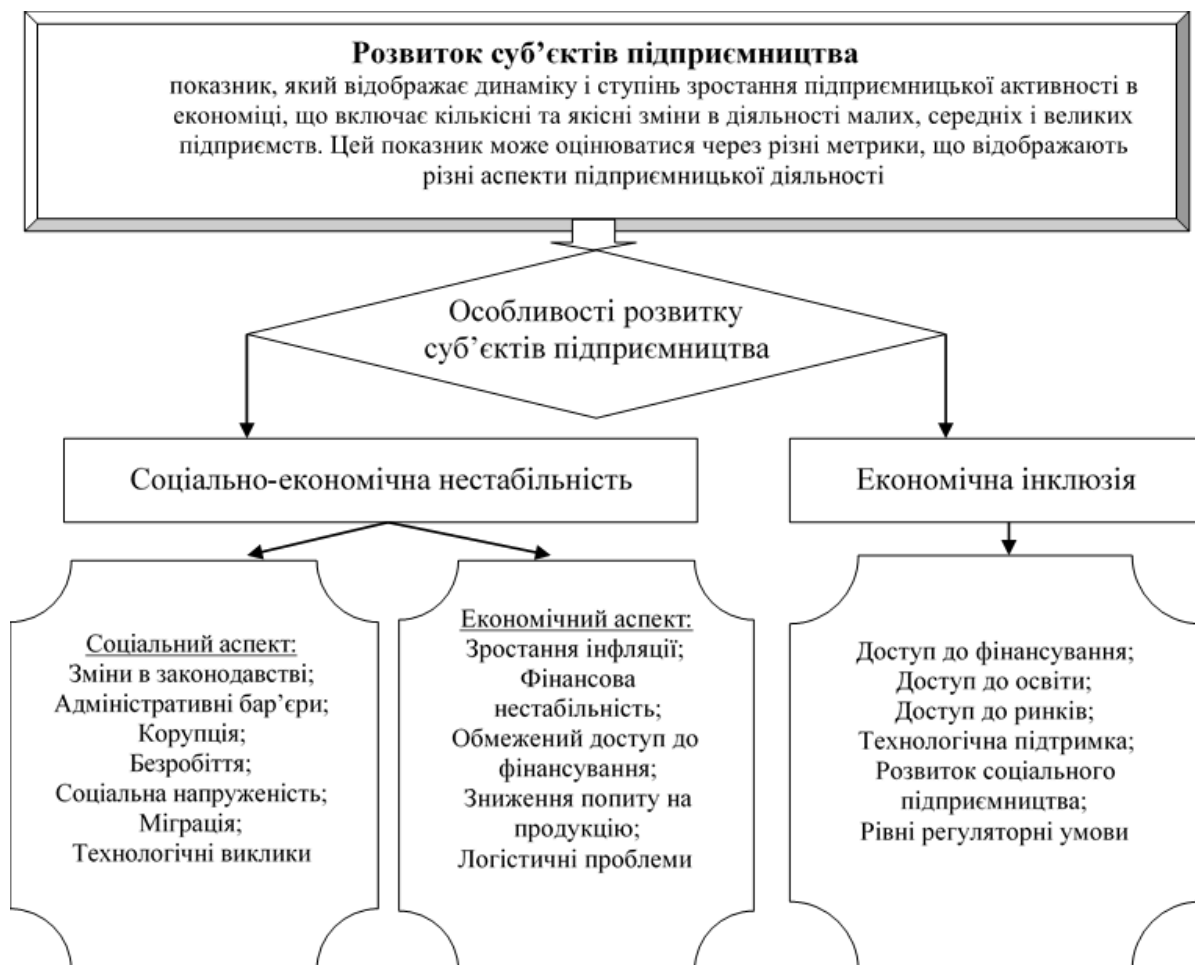 Розвиток суб’єктів підприємництва
показник, який відображає динаміку і ступінь зростання підприємницької активності в
економіці, що включає кількісні та якісні зміни в діяльності малих, середніх і великих
підприємств. Цей показник може оцінюватися через різні метрики, що відображають
різні аспекти підприємницької діяльності
Особливості розвитку
суб’єктів підприємництва
Соціально-економічна нестабільність
Економічна інклюзія
Соціальний аспект:
Зміни в законодавстві;
Адміністративні бар’єри;
Корупція;
Безробіття;
Соціальна напруженість;
Міграція;
Технологічні виклики
Економічний аспект:
Зростання інфляції;
Фінансова
нестабільність;
Обмежений доступ до
фінансування;
Зниження попиту на
продукцію;
Логістичні проблеми
Доступ до фінансування;
Доступ до освіти;
Доступ до ринків;
Технологічна підтримка;
Розвиток соціального
підприємництва;
Рівні регуляторні умови